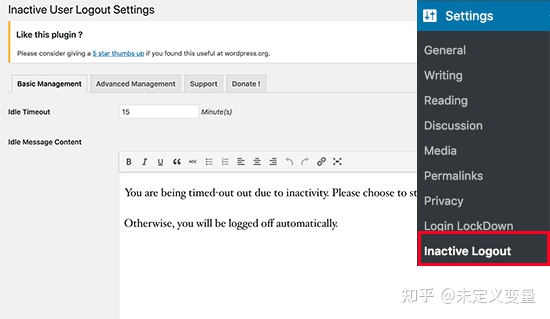 Inactive User Logout Settings
Like this plugin ?
Please consider giving a 5 star thumbs up if you found this useful at wordpress.org.
Basic Management
Advanced Management
Support
Donate !
Idle Timeout
15
Minute(s)
Idle Message Content
B I U “ ABC
You are being timed-out out due to inactivity. Please choose to st
Otherwise, you will be logged off automatically.
Settings
General
Writing
Reading
Discussion
Media
Permalinks
Privacy
Login LockDown
Inactive Logout
知乎 @未定义变量